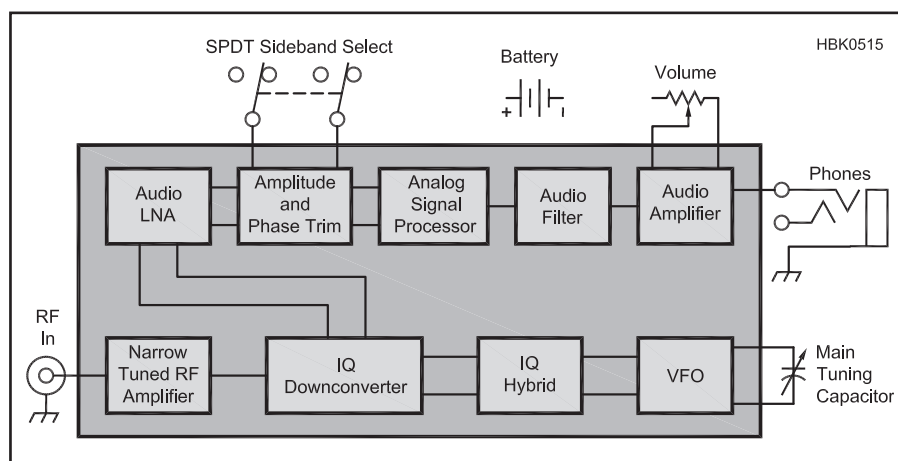 SPDT Sideband Select
HBK0515
Battery
+
Volume
Audio
LNA
Amplitude
and
Phase Trim
Analog
Signal
Processor
Audio
Filter
Audio
Amplifier
Phones
RF
In
Narrow
Tuned RF
Amplifier
IQ
Downconverter
IQ
Hybrid
VFO
Main
Tuning
Capacitor